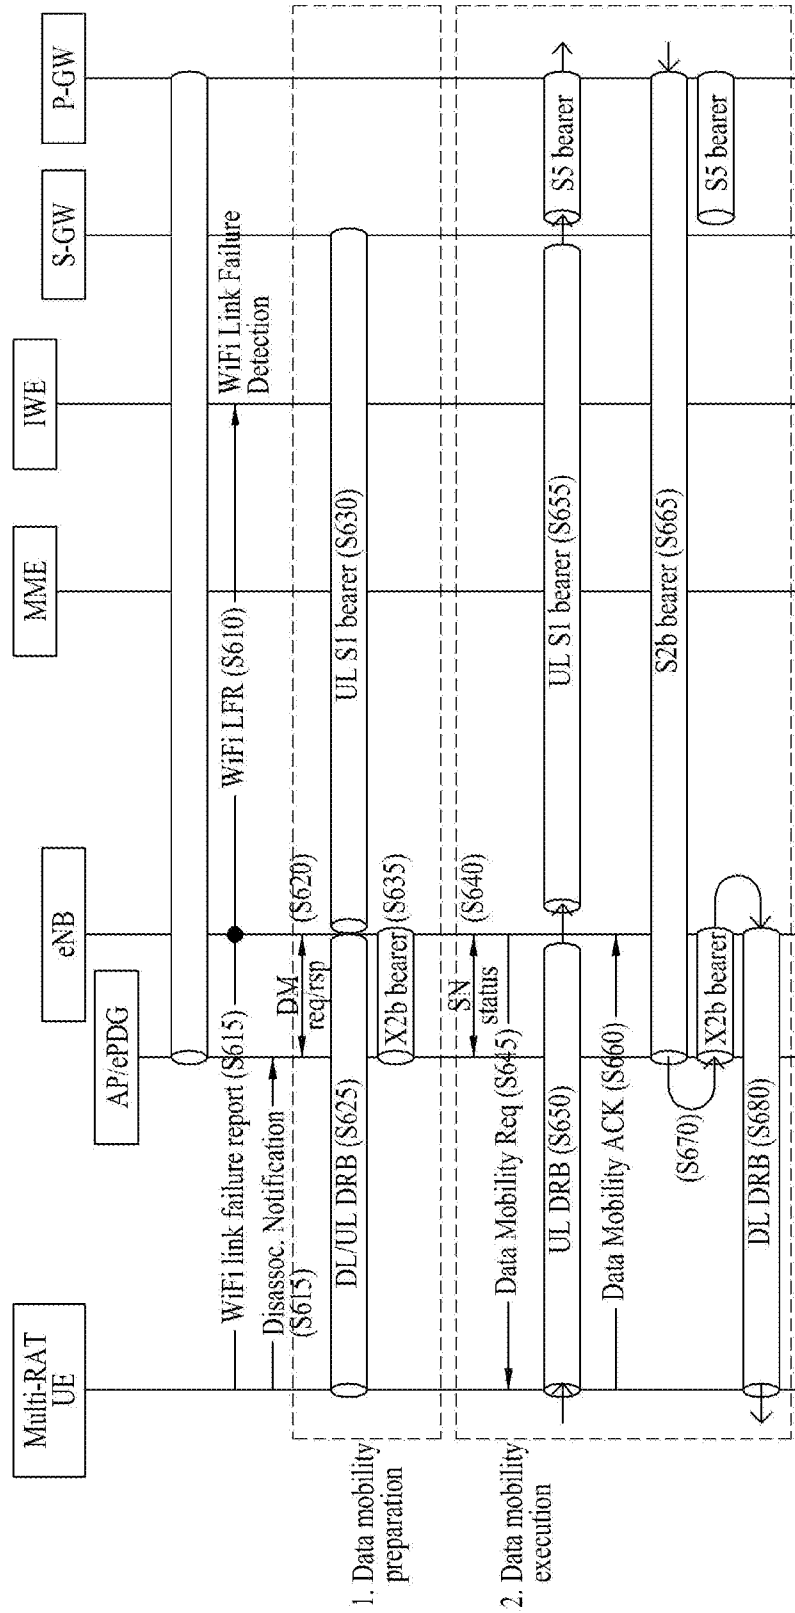 Multi-RAT
UE
AP/ePDG
eNB
MME
IWE
S-GW
P-GW
WiFi link failure report (S615)
WiFi LFR (S610)
WiFi Link Failure
Detection
Disassoc. Notification
(S615)
1. Data mobility
preparation
DM
req/rsp
(S620)
DL/UL DRB (S625)
UL S1 bearer (S630)
X2b bearer
(S635)
2. Data mobility
execution
SN
status
(S640)
Data Mobility Req (S645)
UL DRB (S650)
UL S1 bearer (S655)
S5 bearer
Data Mobility ACK (S660)
S2b bearer (S665)
(S670)
X2b bearer
S5 bearer
DL DRB (S680)